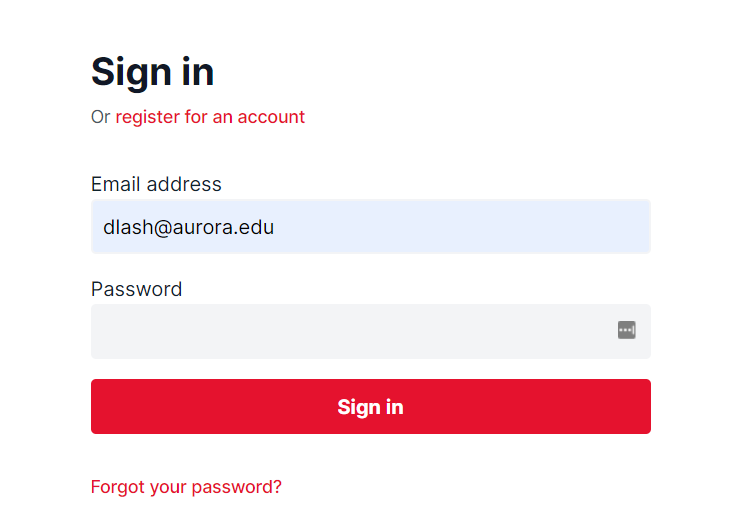 Sign in
Or register for an account
Email address
dlash@aurora.edu
Password
Sign in
Forgot your password?